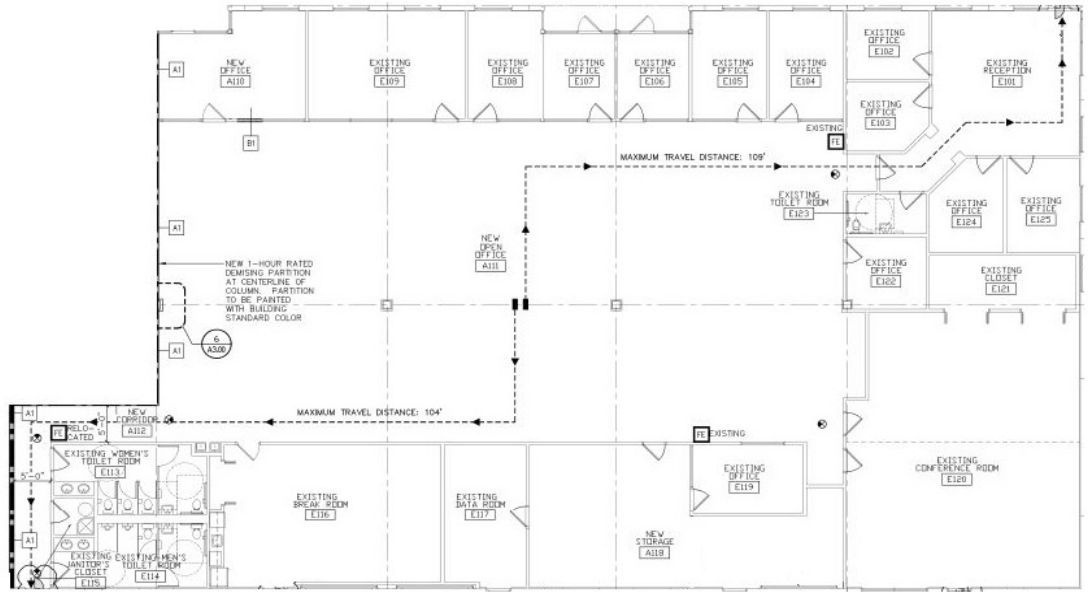 NEW
OFFICE
A110
EXISTING
OFFICE
E109
EXISTING
OFFICE
E108
EXISTING
OFFICE
E107
EXISTING
OFFICE
E106
EXISTING
OFFICE
E105
EXISTING
OFFICE
E104
EXISTING
OFFICE
E102
EXISTING
RECEPTION
E101
EXISTING
OFFICE
E103
A1
B1
EXISTING
FE
MAXIMUM TRAVEL DISTANCE: 109'
EXISTING
TOILET ROOM
E123
EXISTING
OFFICE
E124
EXISTING
OFFICE
E125
A1
NEW
OPEN
OFFICE
A111
NEW 1-HOUR RATED
DEMISING PARTITION
AT CENTERLINE OF
COLUMN. PARTITION
TO BE PAINTED
WITH BUILDING
STANDARD COLOR
EXISTING
OFFICE
E122
EXISTING
CLOSET
E121
6
A3.00
A1
A1
NEW
CORRIDOR
A112
5'-0"
MAXIMUM TRAVEL DISTANCE: 104'
FE
RELO-
CATED
FE EXISTING
EXISTING WOMEN'S
TOILET ROOM
E113
5'-0"
EXISTING
BREAK ROOM
E116
EXISTING
DATA ROOM
E117
EXISTING
OFFICE
E119
EXISTING
CONFERENCE ROOM
E120
NEW
STORAGE
A118
A1
EXISTING
JANITOR'S
CLOSET
E115
EXISTING MEN'S
TOILET ROOM
E114